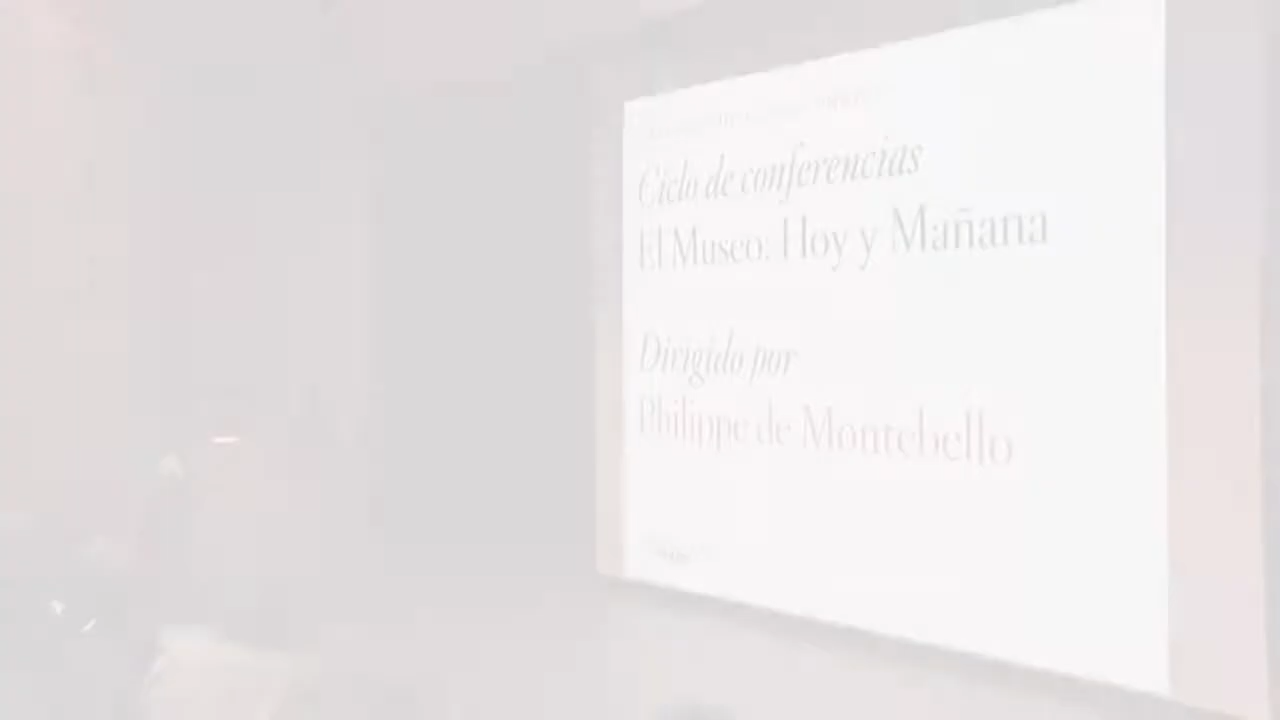 Ciclo de conferencias
El Museo. Hoy y Mañana
Dirigido por
Philippe de Montebello